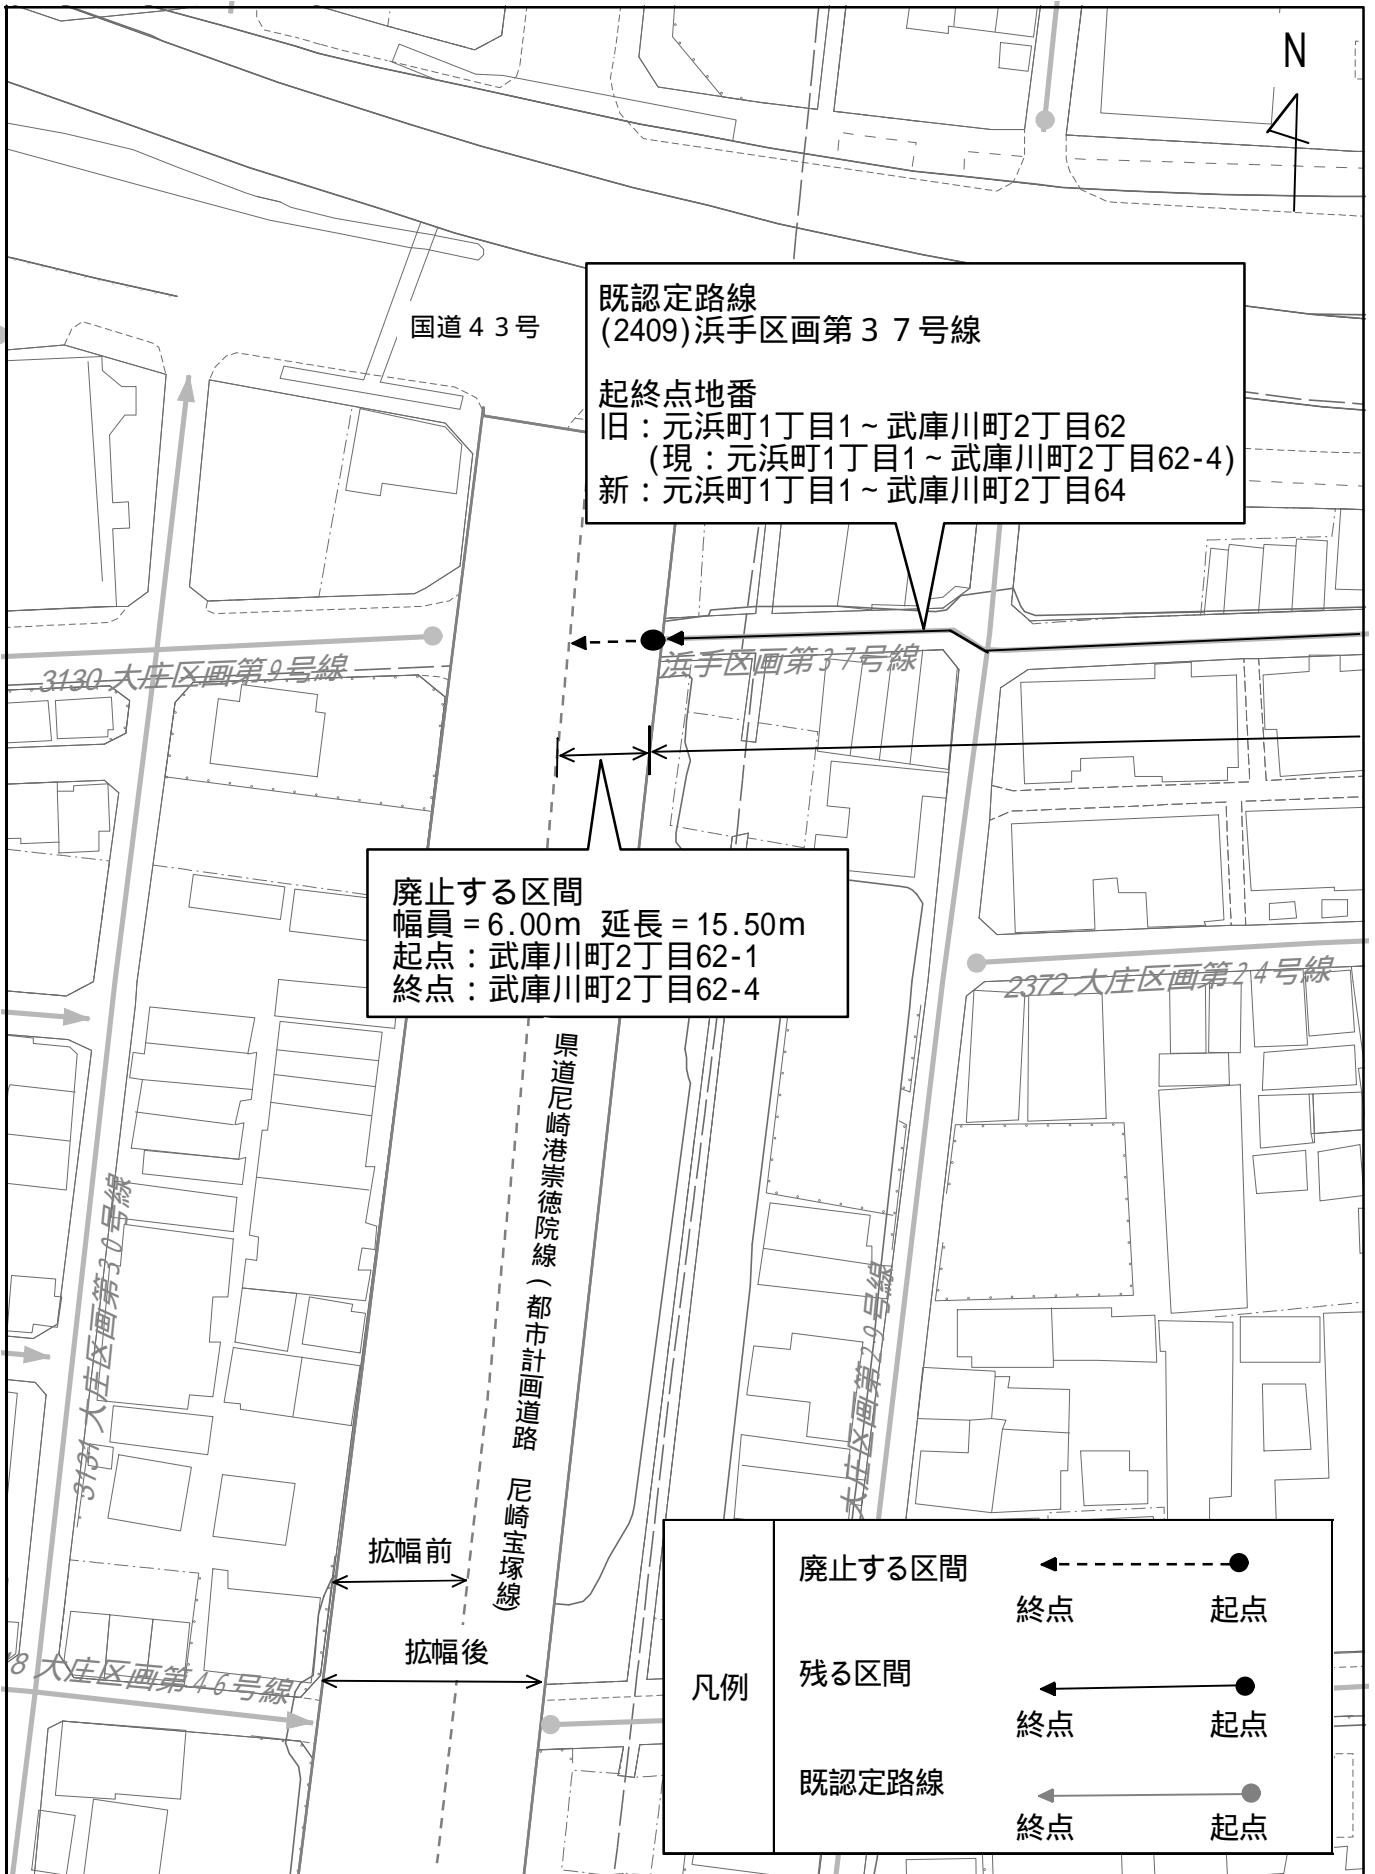 N
国道４３号
既認定路線
(2409)浜手区画第３７号線
起終点地番
旧：元浜町1丁目1～武庫川町2丁目62
(現：元浜町1丁目1～武庫川町2丁目62-4)
新：元浜町1丁目1～武庫川町2丁目64
3130 大庄区画第9号線
浜手区画第37号線
廃止する区間
幅員＝6.00m 延長＝15.50m
起点：武庫川町2丁目62-1
終点：武庫川町2丁目62-4
2372 大庄区画第24号線
県道尼崎港崇徳院線（都市計画道路 尼崎宝塚線）
3131 大庄区画第30号線
大庄区画第29号線
拡幅前
拡幅後
8 大庄区画第46号線
凡例
廃止する区間
終点 起点
残る区間
終点 起点
既認定路線
終点 起点